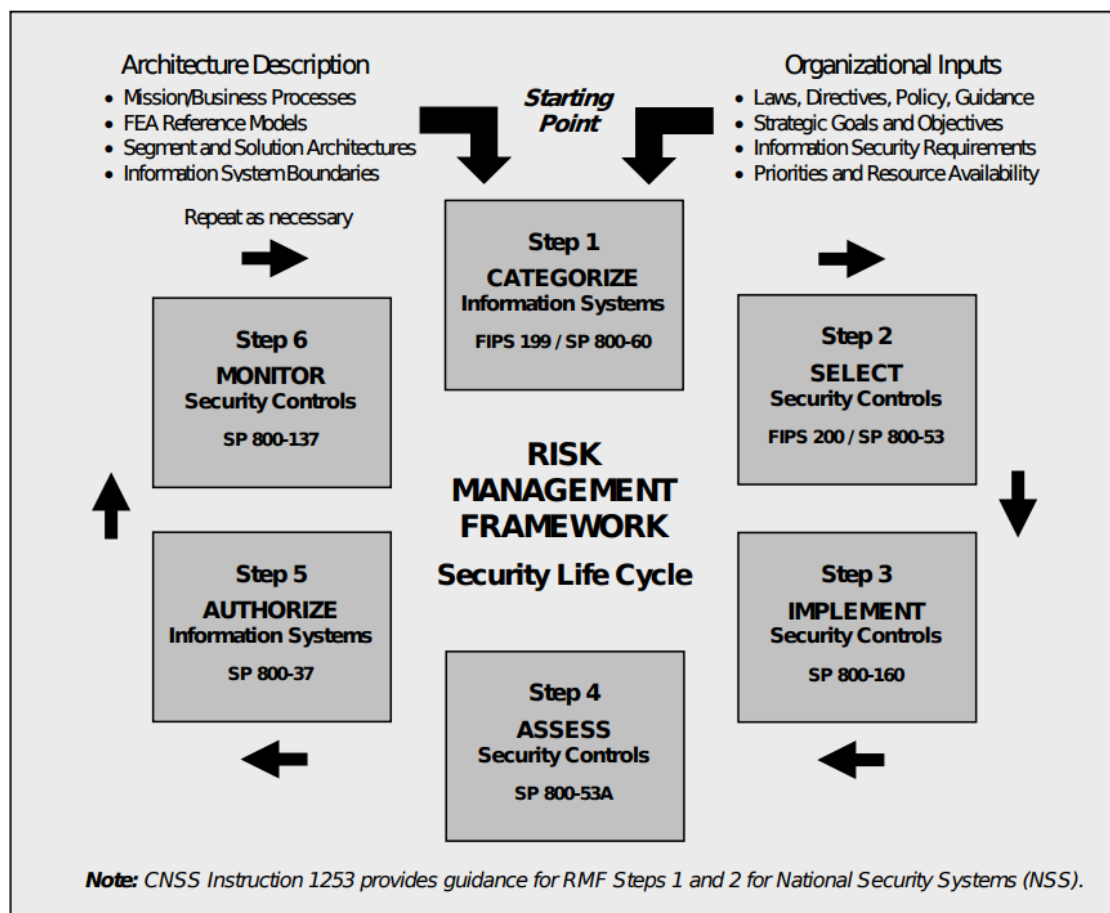 Architecture Description
• Mission/Business Processes
• FEA Reference Models
• Segment and Solution Architectures
• Information System Boundaries
Starting
Point
Organizational Inputs
• Laws, Directives, Policy, Guidance
• Strategic Goals and Objectives
• Information Security Requirements
• Priorities and Resource Availability
Repeat as necessary
Step 1
CATEGORIZE
Information Systems
FIPS 199 / SP 800-60
Step 2
SELECT
Security Controls
FIPS 200 / SP 800-53
Step 3
IMPLEMENT
Security Controls
SP 800-160
Step 4
ASSESS
Security Controls
SP 800-53A
Step 5
AUTHORIZE
Information Systems
SP 800-37
Step 6
MONITOR
Security Controls
SP 800-137
RISK
MANAGEMENT
FRAMEWORK
Security Life Cycle
Note: CNSS Instruction 1253 provides guidance for RMF Steps 1 and 2 for National Security Systems (NSS).